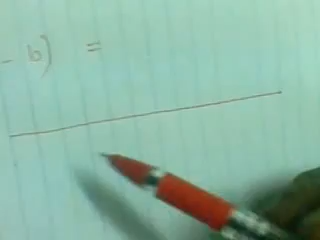 - b) =